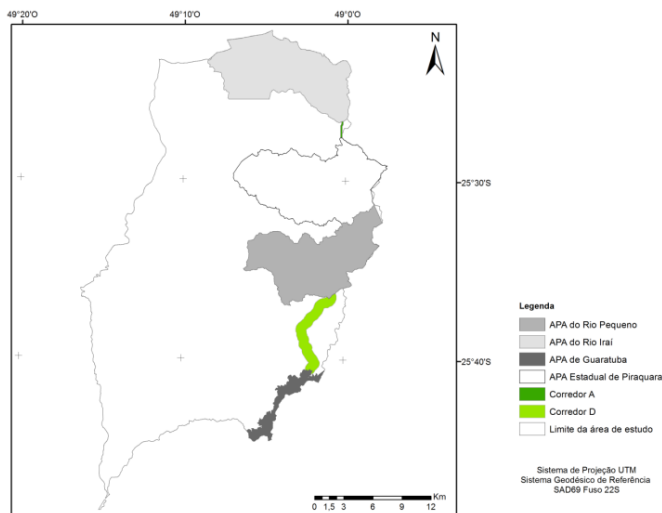 49°20'O 49°10'O 49°0'O
N
25°30'S
25°40'S
Legenda
APA do Rio Pequeno
APA do Rio Iraí
APA de Guaratuba
APA Estadual de Piraquara
Corredor A
Corredor D
Limite da área de estudo
Km
0 1,5 3 6 9 12
Sistema de Projeção UTM
Sistema Geodésico de Referência
SAD69 Fuso 22S